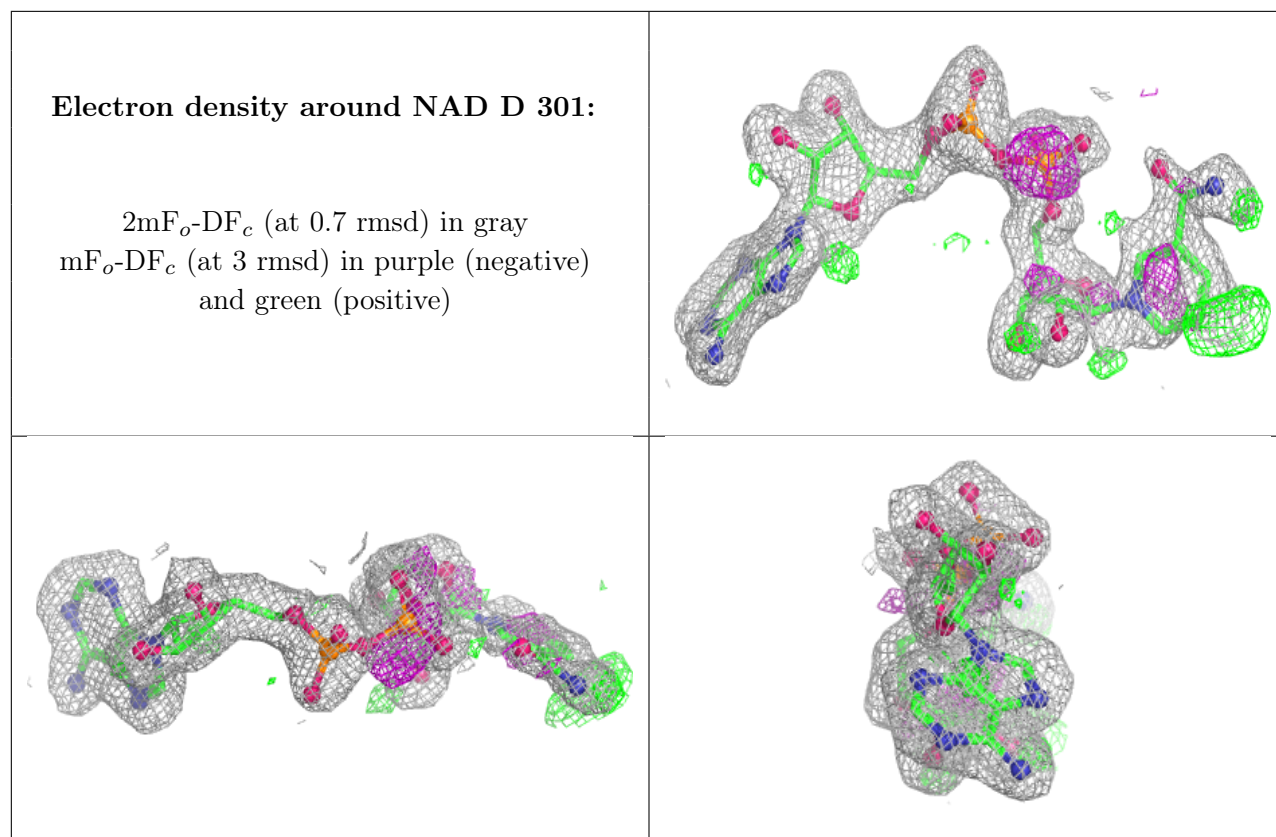 Electron density around NAD D 301:
2mFo-DFc (at 0.7 rmsd) in gray
mFo-DFc (at 3 rmsd) in purple (negative)
and green (positive)